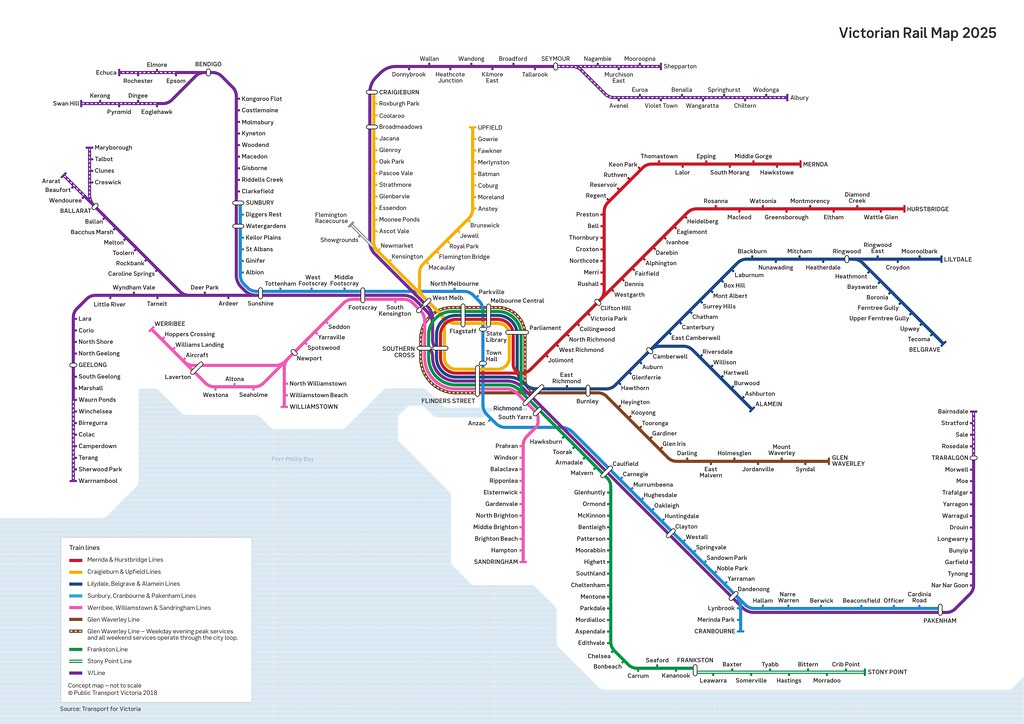 Victorian Rail Map 2025
BENDIGO
Elmore
Echuca
Rochester
Epsom
Kerong
Dingee
Swan Hill
Pyramid
Eaglehawk
Kangaroo Flat
Castlemaine
Malmsbury
Kyneton
Woodend
Macedon
Gisborne
Riddells Creek
Clarkefield
SUNBURY
Diggers Rest
Watergardens
Keilor Plains
St Albans
Ginifer
Albion
Maryborough
Talbot
Clunes
Creswick
Ararat
Beaufort
Wendouree
BALLARAT
Ballan
Bacchus Marsh
Melton
Toolern
Rockbank
Caroline Springs
Wyndham Vale
Deer Park
Little River
Tarneit
Ardeer
Sunshine
Tottenham
West
Footscray
Middle
Footscray
Footscray
South
Kensington
Lara
Corio
North Shore
North Geelong
GEELONG
South Geelong
Marshall
Waurn Ponds
Winchelsea
Birregurra
Colac
Camperdown
Terang
Sherwood Park
Warrnambool
WERRIBEE
Hoppers Crossing
Williams Landing
Aircraft
Laverton
Altona
Westona
Seaholme
Seddon
Yarraville
Spotswood
Newport
North Williamstown
Williamstown Beach
WILLIAMSTOWN
Wallan
Wandong
Broadford
SEYMOUR
Nagambie
Mooroopna
Donnybrook
Heathcote
Junction
Kilmore
East
Tallarook
Murchison
East
Shepparton
Euroa
Benalla
Springhurst
Wodonga
Avenel
Violet Town
Wangaratta
Chiltern
Albury
CRAIGIEBURN
Roxburgh Park
Coolaroo
Broadmeadows
Jacana
Glenroy
Oak Park
Pascoe Vale
Strathmore
Glenbervie
Essendon
Moonee Ponds
Ascot Vale
Newmarket
Kensington
Flemington
Racecourse
Showgrounds
UPFIELD
Gowrie
Fawkner
Merlynston
Batman
Coburg
Moreland
Anstey
Brunswick
Jewell
Royal Park
Flemington Bridge
Macaulay
North Melbourne
West Melb.
Parkville
Melbourne Central
Flagstaff
State
Library
Parliament
SOUTHERN
CROSS
Town
Hall
FLINDERS STREET
Thomastown
Epping
Middle Gorge
Keon Park
Lalor
South Morang
Hawkstowe
MERNDA
Ruthven
Reservoir
Regent
Preston
Bell
Thornbury
Croxton
Northcote
Merri
Rushall
Rosanna
Watsonia
Montmorency
Diamond
Creek
Macleod
Greensborough
Eltham
Wattle Glen
HURSTBRIDGE
Heidelberg
Eaglemont
Ivanhoe
Darebin
Alphington
Fairfield
Dennis
Westgarth
Clifton Hill
Victoria Park
Collingwood
North Richmond
West Richmond
Jolimont
Blackburn
Mitcham
Ringwood
Ringwood
East
Mooroolbark
LILYDALE
Nunawading
Heatherdale
Croydon
Laburnum
Box Hill
Mont Albert
Surrey Hills
Chatham
Canterbury
East Camberwell
Camberwell
Auburn
Glenferrie
Hawthorn
Heathmont
Bayswater
Boronia
Ferntree Gully
Upper Ferntree Gully
Upwey
Tecoma
BELGRAVE
Riversdale
Willison
Hartwell
Burwood
Ashburton
ALAMEIN
East
Richmond
Burnley
Richmond
South Yarra
Anzac
Heyington
Kooyong
Tooronga
Gardiner
Glen Iris
Darling
East
Malvern
Holmesglen
Jordanville
Mount
Waverley
Syndal
GLEN
WAVERLEY
Prahran
Windsor
Balaclava
Ripponlea
Elsternwick
Gardenvale
North Brighton
Middle Brighton
Brighton Beach
Hampton
SANDRINGHAM
Hawksburn
Toorak
Armadale
Malvern
Caulfield
Carnegie
Murrumbeena
Hughesdale
Oakleigh
Huntingdale
Clayton
Westall
Springvale
Sandown Park
Noble Park
Yarraman
Dandenong
Hallam
Narre
Warren
Berwick
Beaconsfield
Officer
Cardinia
Road
PAKENHAM
Lynbrook
Merinda Park
CRANBOURNE
Glenhuntly
Ormond
McKinnon
Bentleigh
Patterson
Moorabbin
Highett
Southland
Cheltenham
Mentone
Parkdale
Mordialloc
Aspendale
Edithvale
Chelsea
Bonbeach
Carrum
Seaford
Kananook
FRANKSTON
Leawarra
Baxter
Somerville
Tyabb
Hastings
Bittern
Morradoo
Crib Point
STONY POINT
Bairnsdale
Stratford
Sale
Rosedale
TRARALGON
Morwell
Moe
Trafalgar
Yarragon
Warragul
Drouin
Longwarry
Bunyip
Garfield
Tynong
Nar Nar Goon
Port Phillip Bay
Train lines
Mernda & Hurstbridge Lines
Craigieburn & Upfield Lines
Lilydale, Belgrave & Alamein Lines
Sunbury, Cranbourne & Pakenham Lines
Werribee, Williamstown & Sandringham Lines
Glen Waverley Line
Glen Waverley Line – Weekday evening peak services
and all weekend services operate through the city loop.
Frankston Line
Stony Point Line
V/Line
Concept map – not to scale
© Public Transport Victoria 2018
Source: Transport for Victoria